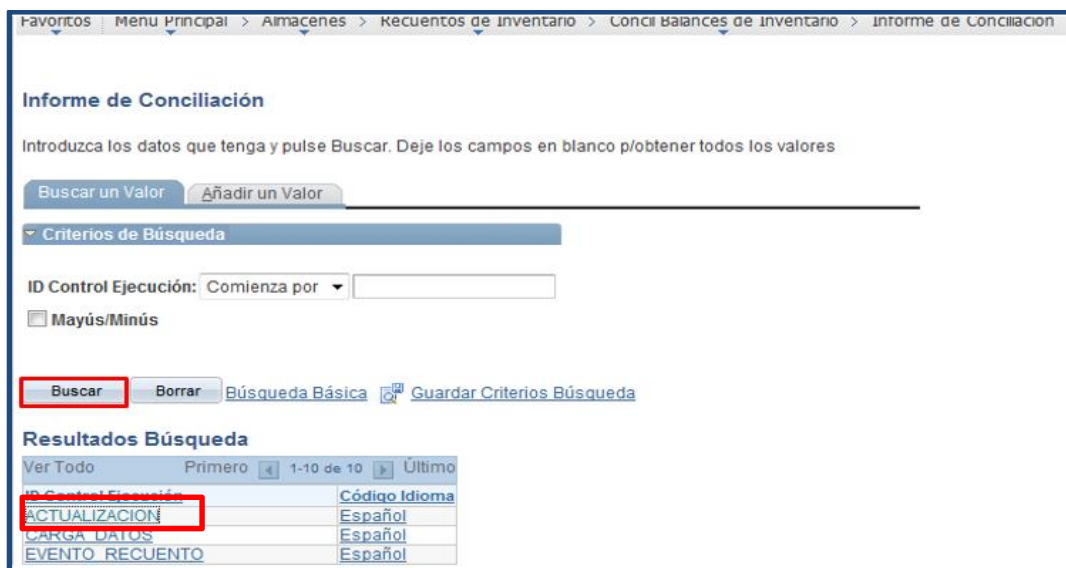 Favoritos Menú Principal > Almacenes > Recuentos de Inventario > Concil Balances de Inventario > Informe de Conciliación
Informe de Conciliación
Introduzca los datos que tenga y pulse Buscar. Deje los campos en blanco p/obtener todos los valores
Buscar un Valor Añadir un Valor
Criterios de Búsqueda
ID Control Ejecución: Comienza por
Mayús/Minús
Buscar Borrar Búsqueda Básica Guardar Criterios Búsqueda
Resultados Búsqueda
Ver Todo Primero 1-10 de 10 Último
ID Control Ejecución Código Idioma
ACTUALIZACION Español
CARGA_DATOS Español
EVENTO_RECUENTO Español